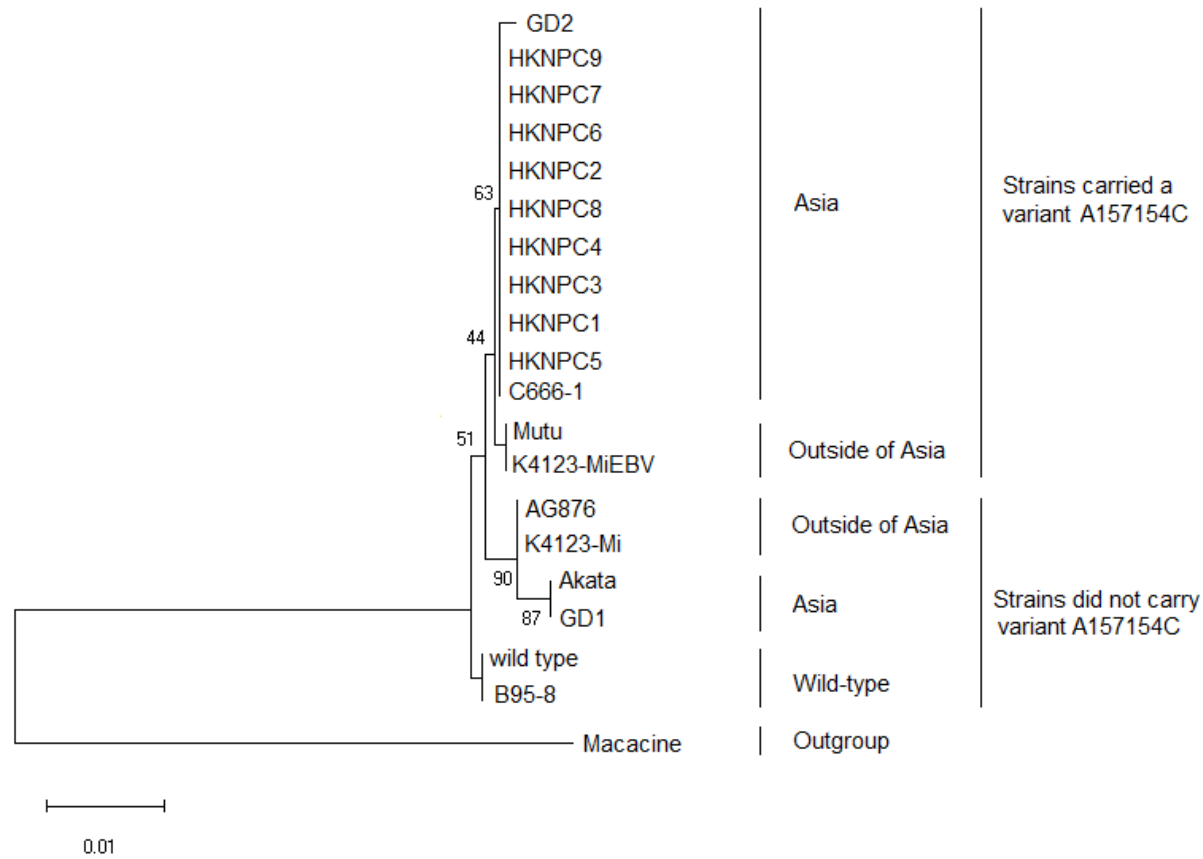 GD2
HKNPC9
HKNPC7
HKNPC6
HKNPC2
63
HKNPC8
Asia
Strains carried a
variant A157154C
HKNPC4
HKNPC3
HKNPC1
44
HKNPC5
C666-1
Mutu
51
K4123-MiEBV
Outside of Asia
AG876
K4123-Mi
Outside of Asia
90
Akata
87
GD1
Asia
Strains did not carry
variant A157154C
wild type
B95-8
Wild-type
Macacine
Outgroup
0.01